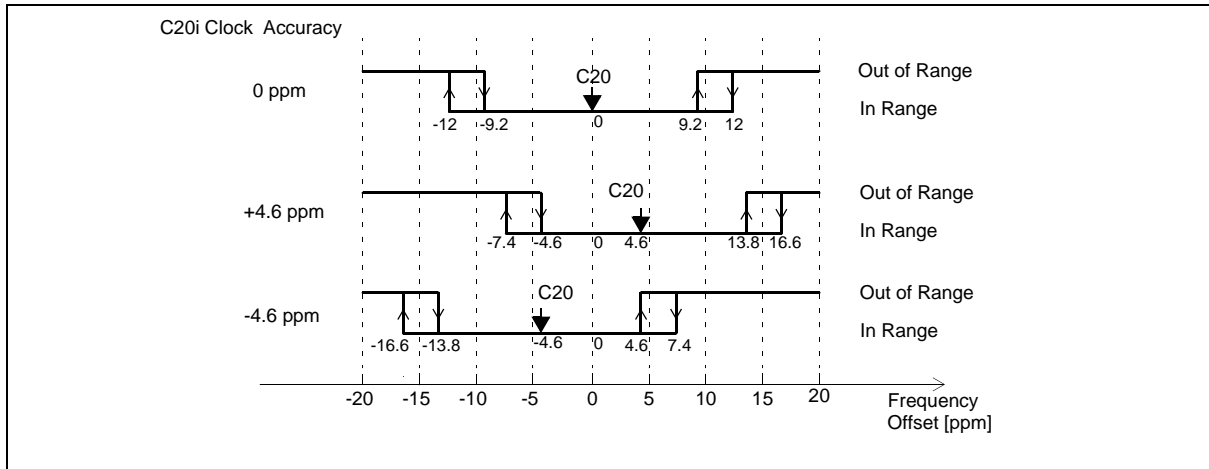 C20i Clock Accuracy
0 ppm
C20
Out of Range
In Range
-12 -9.2 0 9.2 12
+4.6 ppm
C20
Out of Range
In Range
-7.4 -4.6 0 4.6 13.8 16.6
-4.6 ppm
C20
Out of Range
In Range
-16.6 -13.8 -4.6 0 4.6 7.4
-20 -15 -10 -5 0 5 10 15 20
Frequency
Offset [ppm]